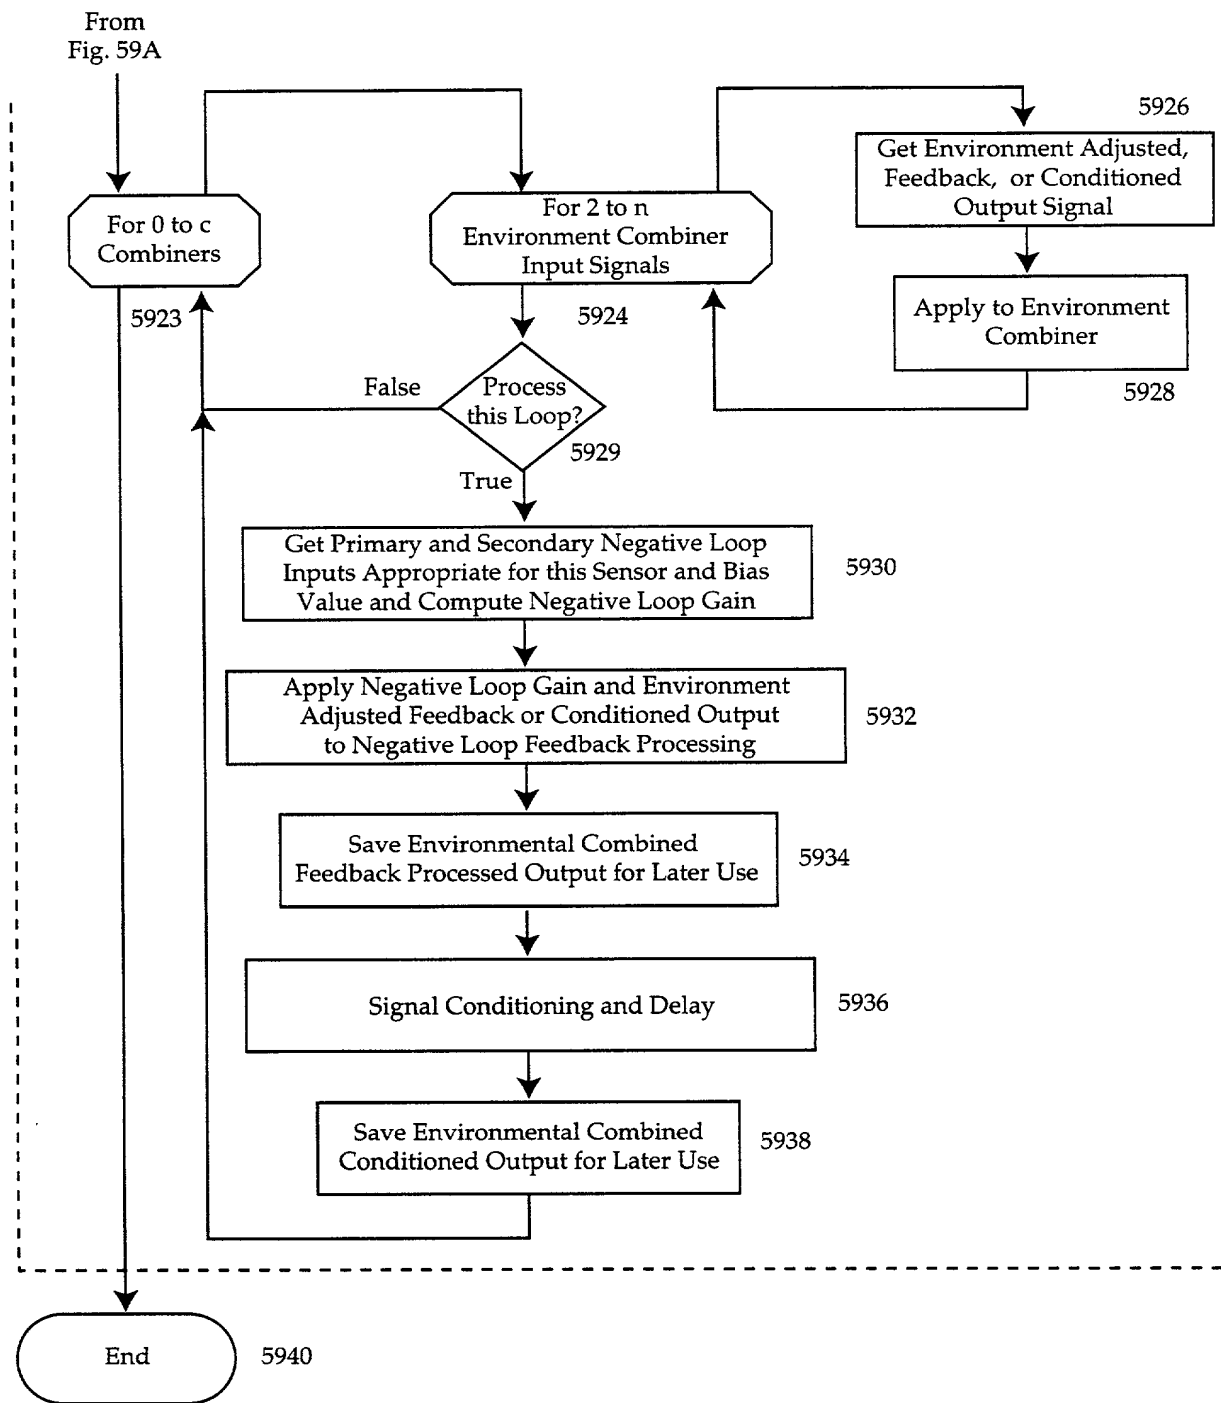 From
Fig. 59A
5926
Get Environment Adjusted,
Feedback, or Conditioned
Output Signal
For 0 to c
Combiners
For 2 to n
Environment Combiner
Input Signals
5923
5924
Apply to Environment
Combiner
5928
False
Process
this Loop?
5929
True
Get Primary and Secondary Negative Loop
Inputs Appropriate for this Sensor and Bias
Value and Compute Negative Loop Gain
5930
Apply Negative Loop Gain and Environment
Adjusted Feedback or Conditioned Output
to Negative Loop Feedback Processing
5932
Save Environmental Combined
Feedback Processed Output for Later Use
5934
Signal Conditioning and Delay
5936
Save Environmental Combined
Conditioned Output for Later Use
5938
End
5940